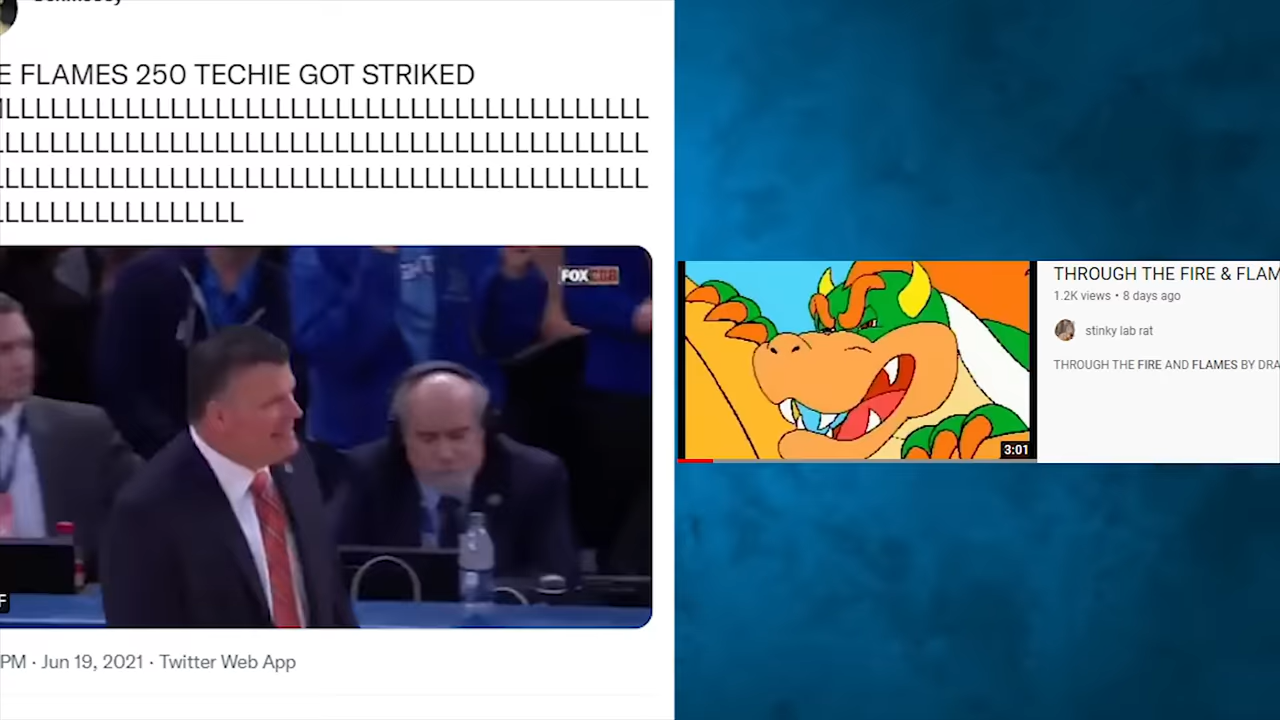 E FLAMES 250 TECHIE GOT STRIKED
LLLLLLLLLLLLLLLLLLLLLLLLLLLLLLLLLLLLLLLLLLLL
LLLLLLLLLLLLLLLLLLLLLLLLLLLLLLLLLLLLLLLLLLLL
LLLLLLLLLLLLLLLLLLLLLLLLLLLLLLLLLLLLLLLLLLLL
LLLLLLLLLLLLLLLLL
FOX CBB
F
PM · Jun 19, 2021 · Twitter Web App
THROUGH THE FIRE & FLAM
1.2K views • 8 days ago
stinky lab rat
THROUGH THE FIRE AND FLAMES BY DRA
3:01